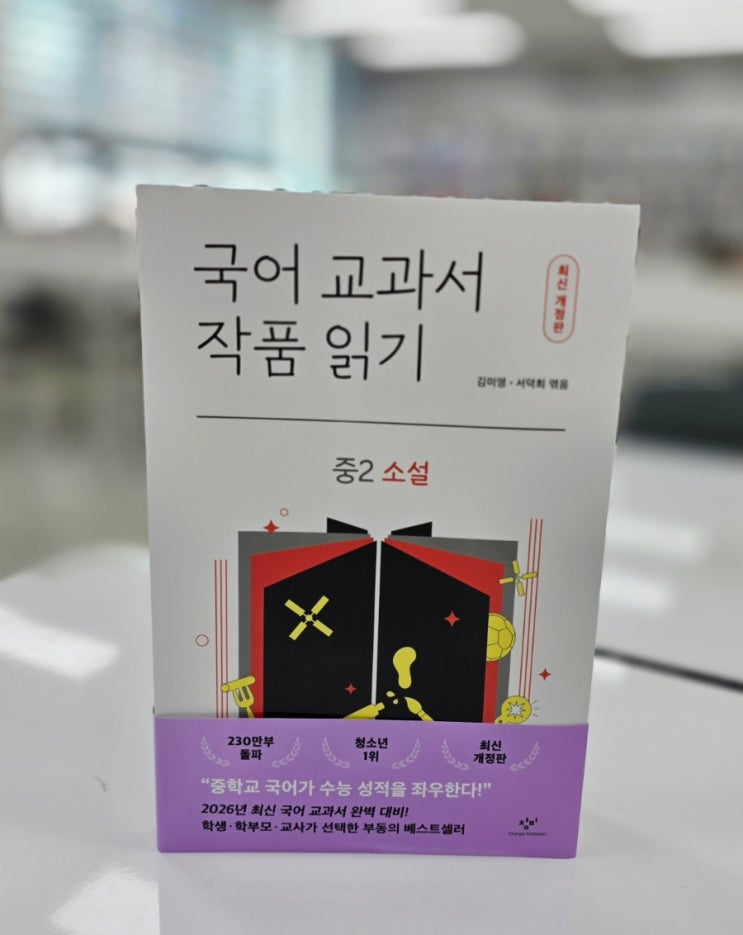 국어 교과서
작품 읽기
최신 개정판
김미영·서덕희 엮음
중2 소설
230만부
돌파
청소년
1위
최신
개정판
“중학교 국어가 수능 성적을 좌우한다!”
2026년 최신 국어 교과서 완벽 대비!
학생·학부모·교사가 선택한 부동의 베스트셀러
창비
Changbi Publishers